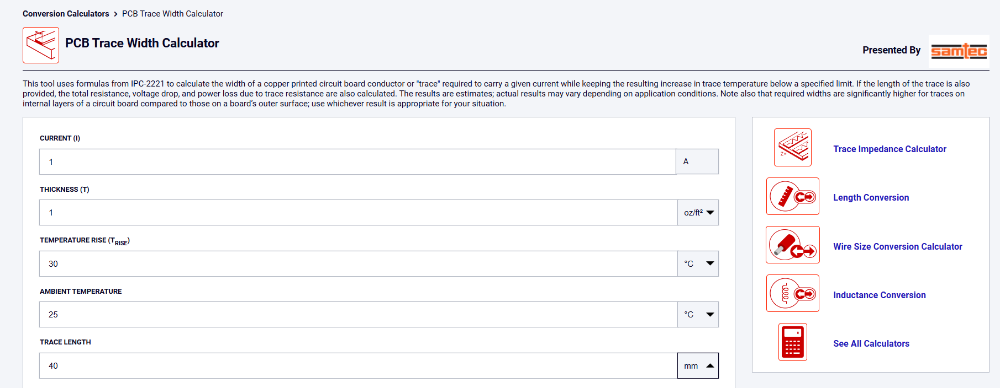 Conversion Calculators > PCB Trace Width Calculator
PCB Trace Width Calculator
Presented By samtec
This tool uses formulas from IPC-2221 to calculate the width of a copper printed circuit board conductor or "trace" required to carry a given current while keeping the resulting increase in trace temperature below a specified limit. If the length of the trace is also
provided, the total resistance, voltage drop, and power loss due to trace resistance are also calculated. The results are estimates; actual results may vary depending on application conditions. Note also that required widths are significantly higher for traces on
internal layers of a circuit board compared to those on a board’s outer surface; use whichever result is appropriate for your situation.
CURRENT (I)
1 A
THICKNESS (T)
1 oz/ft²
TEMPERATURE RISE (TRISE)
30 °C
AMBIENT TEMPERATURE
25 °C
TRACE LENGTH
40 mm
Z=
Trace Impedance Calculator
Length Conversion
Wire Size Conversion Calculator
Inductance Conversion
See All Calculators